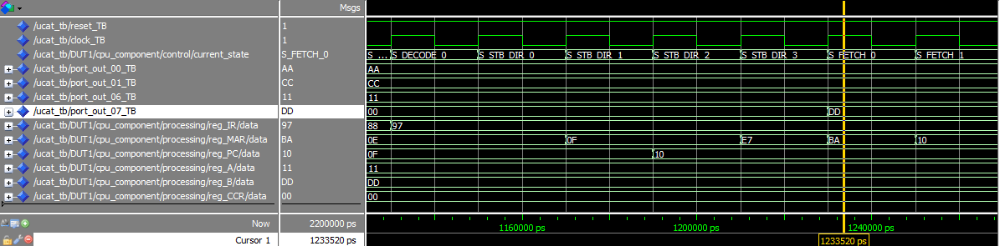 Msgs
/ucat_tb/reset_TB 1
/ucat_tb/clock_TB 1
/ucat_tb/DUT1/cpu_component/control/current_state S_FETCH_0 S_... S_DECODE_0 S_STB_DIR_0 S_STB_DIR_1 S_STB_DIR_2 S_STB_DIR_3 S_FETCH_0 S_FETCH_1
/ucat_tb/port_out_00_TB AA AA
/ucat_tb/port_out_01_TB CC CC
/ucat_tb/port_out_06_TB 11 11
/ucat_tb/port_out_07_TB DD 00 DD
/ucat_tb/DUT1/cpu_component/processing/reg_IR/data 97 88 97
/ucat_tb/DUT1/cpu_component/processing/reg_MAR/data BA 0E 0F E7 BA 10
/ucat_tb/DUT1/cpu_component/processing/reg_PC/data 10 0F 10
/ucat_tb/DUT1/cpu_component/processing/reg_A/data 11 11
/ucat_tb/DUT1/cpu_component/processing/reg_B/data DD DD
/ucat_tb/DUT1/cpu_component/processing/reg_CCR/data 00 00
Now 2200000 ps 1160000 ps 1200000 ps 1240000 ps
Cursor 1 1233520 ps 1233520 ps